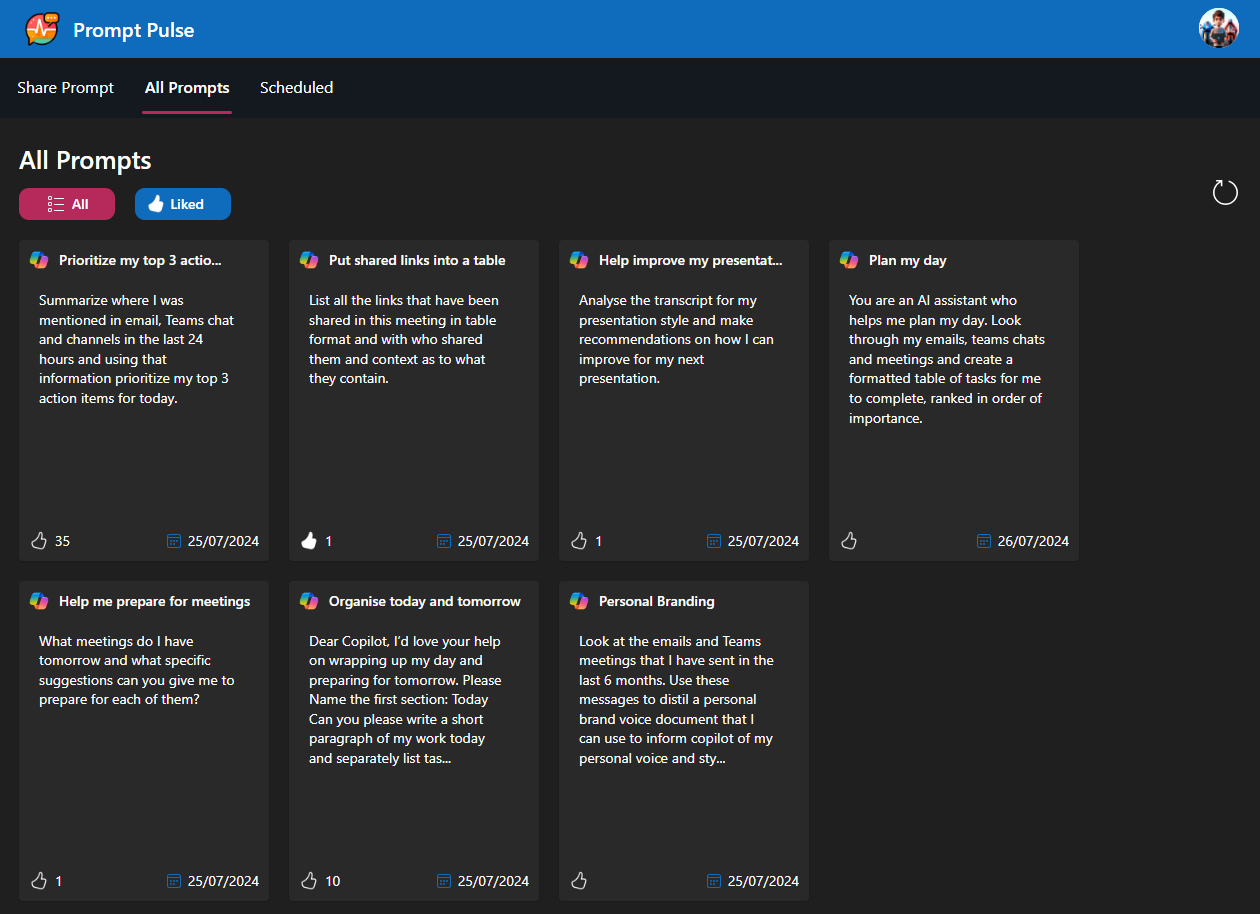 Prompt Pulse
Share Prompt
All Prompts
Scheduled
All Prompts
All
Liked
Prioritize my top 3 actio...
Summarize where I was
mentioned in email, Teams chat
and channels in the last 24
hours and using that
information prioritize my top 3
action items for today.
35
25/07/2024
Put shared links into a table
List all the links that have been
shared in this meeting in table
format and with who shared
them and context as to what
they contain.
1
25/07/2024
Help improve my presentat...
Analyse the transcript for my
presentation style and make
recommendations on how I can
improve for my next
presentation.
1
25/07/2024
Plan my day
You are an AI assistant who
helps me plan my day. Look
through my emails, teams chats
and meetings and create a
formatted table of tasks for me
to complete, ranked in order of
importance.
26/07/2024
Help me prepare for meetings
What meetings do I have
tomorrow and what specific
suggestions can you give me to
prepare for each of them?
1
25/07/2024
Organise today and tomorrow
Dear Copilot, I’d love your help
on wrapping up my day and
preparing for tomorrow. Please
Name the first section: Today
Can you please write a short
paragraph of my work today
and separately list tas...
10
25/07/2024
Personal Branding
Look at the emails and Teams
meetings that I have sent in the
last 6 months. Use these
messages to distil a personal
brand voice document that I
can use to inform copilot of my
personal voice and sty...
25/07/2024